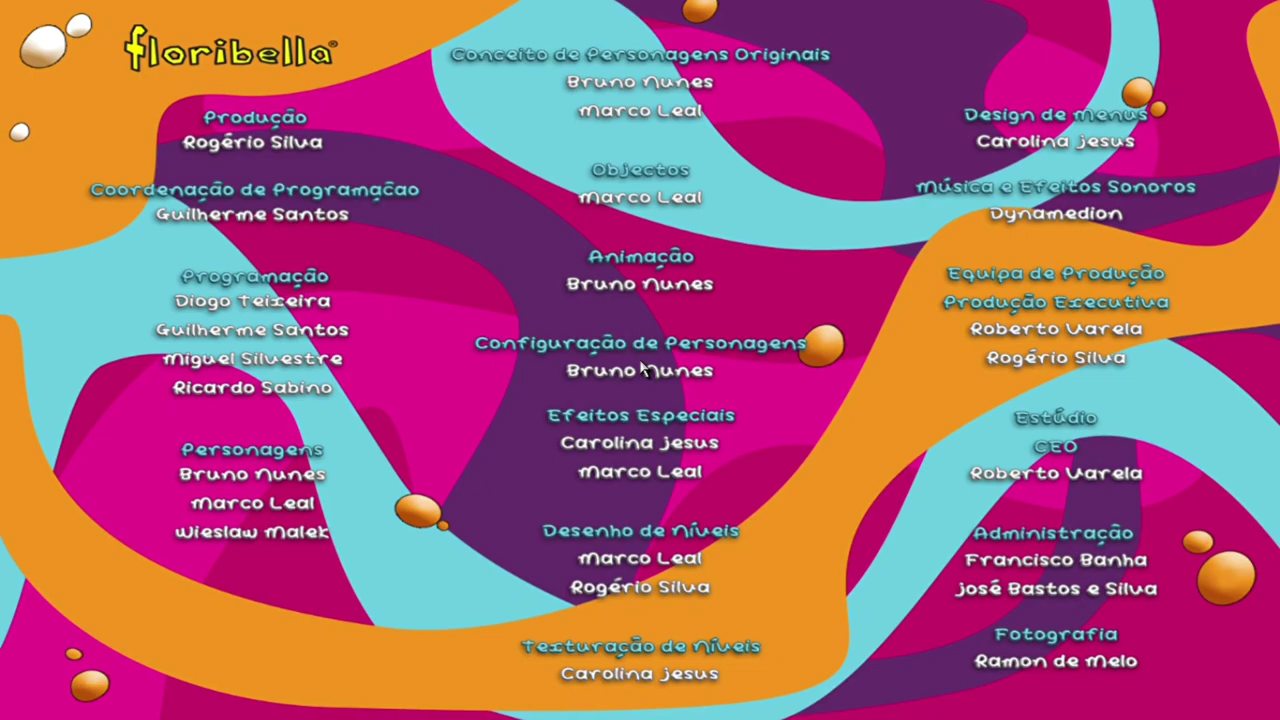 floribella
Produção
Rogério Silva
Coordenação de Programação
Guilherme Santos
Programação
Diogo Teixeira
Guilherme Santos
Miguel Silvestre
Ricardo Sabino
Personagens
Bruno Nunes
Marco Leal
Wieslaw Malek
Conceito de Personagens Originais
Bruno Nunes
Marco Leal
Objectos
Marco Leal
Animação
Bruno Nunes
Configuração de Personagens
Bruno Nunes
Efeitos Especiais
Carolina Jesus
Marco Leal
Desenho de Níveis
Marco Leal
Rogério Silva
Texturação de Níveis
Carolina Jesus
Design de menus
Carolina Jesus
Música e Efeitos Sonoros
Dynamedion
Equipa de Produção
Produção Executiva
Roberto Varela
Rogério Silva
Estúdio
CEO
Roberto Varela
Administração
Francisco Banha
José Bastos e Silva
Fotografia
Ramon de Melo